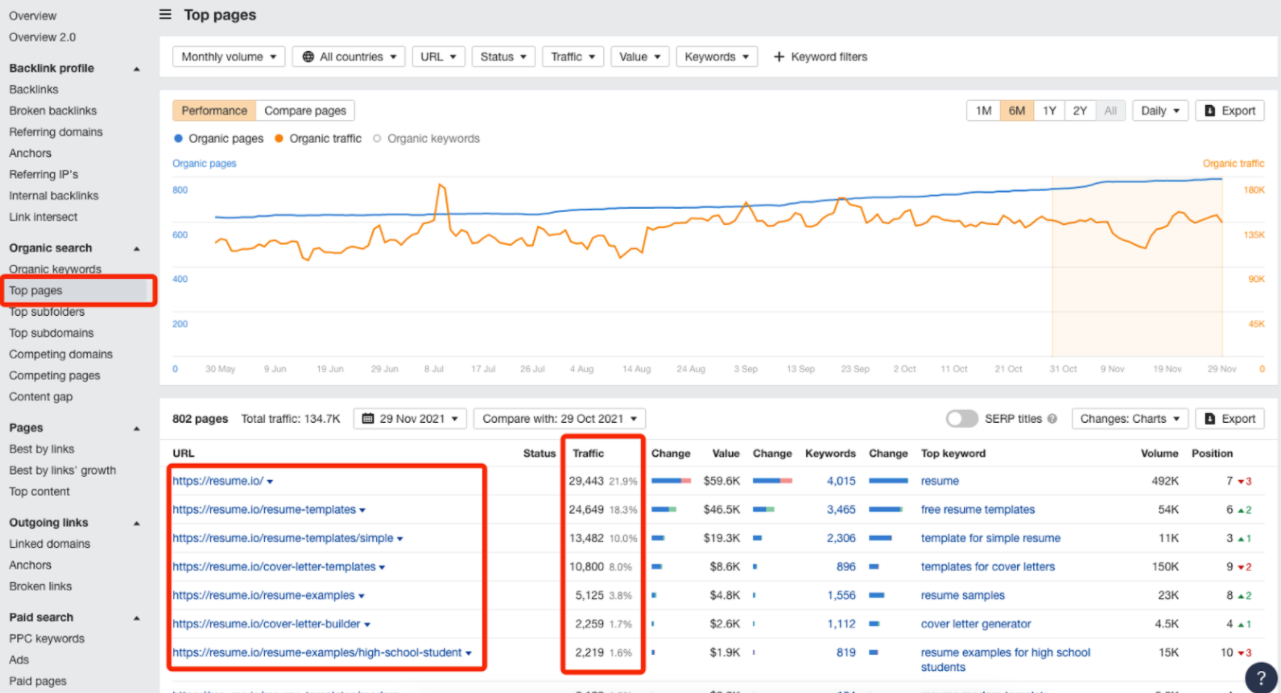 Overview
Overview 2.0
Backlink profile
Backlinks
Broken backlinks
Referring domains
Anchors
Referring IP's
Internal backlinks
Link intersect
Organic search
Organic keywords
Top pages
Top subfolders
Top subdomains
Competing domains
Competing pages
Content gap
Pages
Best by links
Best by links' growth
Top content
Outgoing links
Linked domains
Anchors
Broken links
Paid search
PPC keywords
Ads
Paid pages
Top pages
Monthly volume All countries URL Status Traffic Value Keywords + Keyword filters
Performance Compare pages 1M 6M 1Y 2Y All Daily Export
Organic pages Organic traffic Organic keywords
Organic pages Organic traffic
800 180K
600 135K
400 90K
200 45K
0 30 May 9 Jun 19 Jun 29 Jun 8 Jul 17 Jul 26 Jul 4 Aug 14 Aug 24 Aug 3 Sep 13 Sep 23 Sep 2 Oct 11 Oct 21 Oct 31 Oct 9 Nov 19 Nov 29 Nov 0
802 pages Total traffic: 134.7K 29 Nov 2021 Compare with: 29 Oct 2021 SERP titles ? Changes: Charts Export
URL Status Traffic Change Value Change Keywords Change Top keyword Volume Position
https://resume.io/ 29,443 21.9% $59.6K 4,015 resume 492K 7 3
https://resume.io/resume-templates 24,649 18.3% $46.5K 3,465 free resume templates 54K 6 2
https://resume.io/resume-templates/simple 13,482 10.0% $19.3K 2,306 template for simple resume 11K 3 1
https://resume.io/cover-letter-templates 10,800 8.0% $8.6K 896 templates for cover letters 150K 9 2
https://resume.io/resume-examples 5,125 3.8% $4.8K 1,556 resume samples 23K 8 2
https://resume.io/cover-letter-builder 2,259 1.7% $2.6K 1,112 cover letter generator 4.5K 4 1
https://resume.io/resume-examples/high-school-student 2,219 1.6% $1.9K 819 resume examples for high school 15K 10 3
students
?